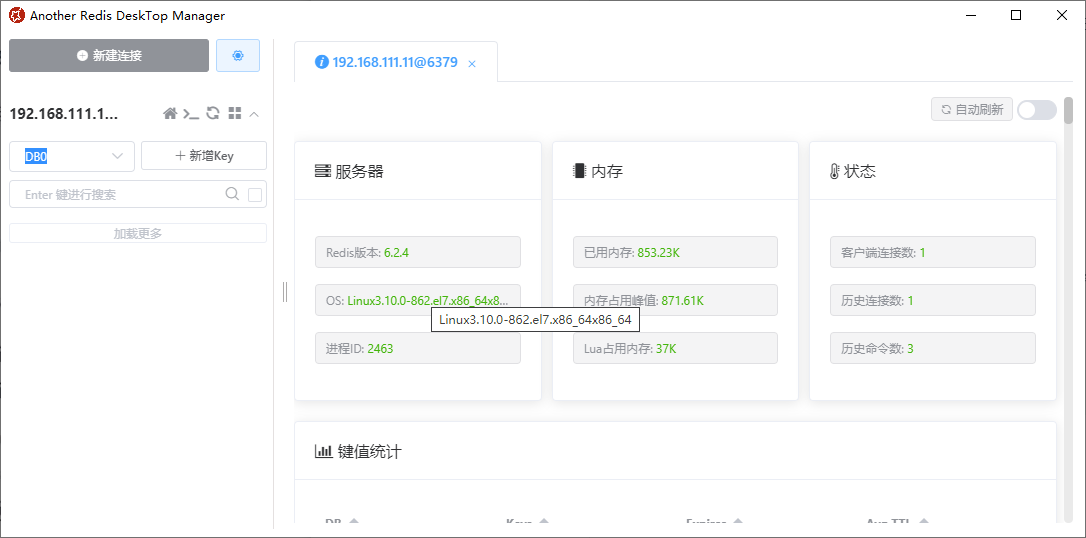 Another Redis DeskTop Manager
新建连接
192.168.111.11@6379
192.168.111.1...
自动刷新
DB0
新增Key
Enter 键进行搜索
加载更多
服务器
Redis版本: 6.2.4
OS: Linux3.10.0-862.el7.x86_64x8...
Linux3.10.0-862.el7.x86_64x86_64
进程ID: 2463
内存
已用内存: 853.23K
内存占用峰值: 871.61K
Lua占用内存: 37K
状态
客户端连接数: 1
历史连接数: 1
历史命令数: 3
键值统计
DB
Keys
Expires
Avg TTL